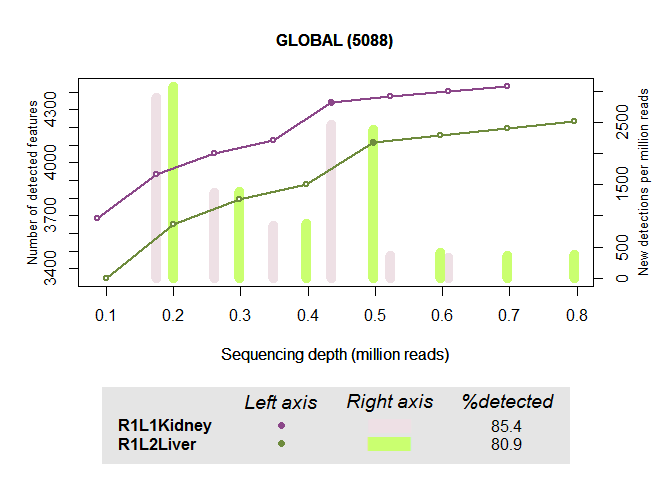 GLOBAL (5088)
Number of detected features
3400 3700 4000 4300
0 500 1500 2500
New detections per million reads
0.1 0.2 0.3 0.4 0.5 0.6 0.7 0.8
Sequencing depth (million reads)
Left axis Right axis %detected
R1L1Kidney 85.4
R1L2Liver 80.9